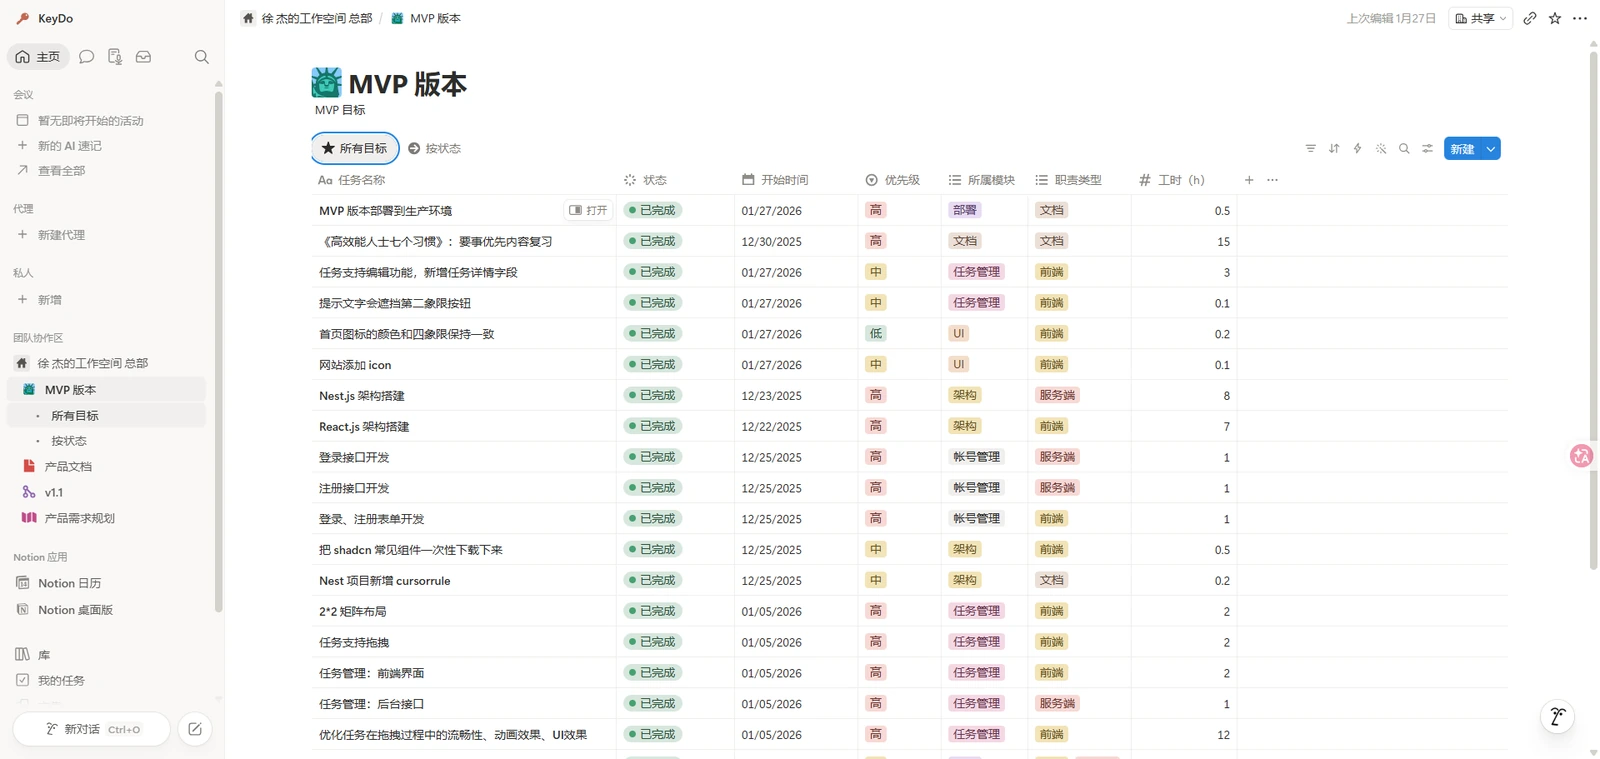 KeyDo
徐 杰的工作空间 总部 / MVP 版本
上次编辑 1月27日
共享
主页
会议
暂无即将开始的活动
新的 AI 速记
查看全部
代理
新建代理
私人
新增
团队协作区
徐 杰的工作空间 总部
MVP 版本
所有目标
按状态
产品文档
v1.1
产品需求规划
Notion 应用
Notion 日历
Notion 桌面版
库
我的任务
新对话 Ctrl+O
MVP 版本
MVP 目标
所有目标 按状态
新建
Aa 任务名称 状态 开始时间 优先级 所属模块 职责类型 # 工时（h）
MVP 版本部署到生产环境 打开 已完成 01/27/2026 高 部署 文档 0.5
《高效能人士七个习惯》：要事优先内容复习 已完成 12/30/2025 高 文档 文档 15
任务支持编辑功能，新增任务详情字段 已完成 01/27/2026 中 任务管理 前端 3
提示文字会遮挡第二象限按钮 已完成 01/27/2026 中 任务管理 前端 0.1
首页图标的颜色和四象限保持一致 已完成 01/27/2026 低 UI 前端 0.2
网站添加 icon 已完成 01/27/2026 中 UI 前端 0.1
Nest.js 架构搭建 已完成 12/23/2025 高 架构 服务端 8
React.js 架构搭建 已完成 12/22/2025 高 架构 前端 7
登录接口开发 已完成 12/25/2025 高 帐号管理 服务端 1
注册接口开发 已完成 12/25/2025 高 帐号管理 服务端 1
登录、注册表单开发 已完成 12/25/2025 高 帐号管理 前端 1
把 shadcn 常见组件一次性下载下来 已完成 12/25/2025 中 架构 前端 0.5
Nest 项目新增 cursorrule 已完成 12/25/2025 中 架构 文档 0.2
2*2 矩阵布局 已完成 01/05/2026 高 任务管理 前端 2
任务支持拖拽 已完成 01/05/2026 高 任务管理 前端 2
任务管理：前端界面 已完成 01/05/2026 高 任务管理 前端 2
任务管理：后台接口 已完成 01/05/2026 高 任务管理 服务端 1
优化任务在拖拽过程中的流畅性、动画效果、UI效果 已完成 01/05/2026 高 任务管理 前端 12